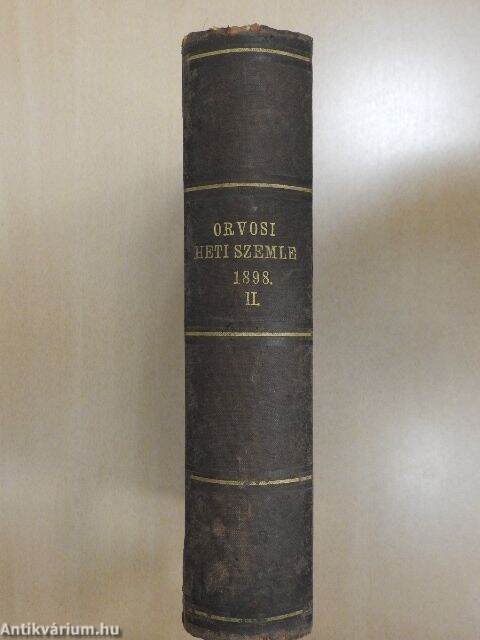 ORVOSI
HETI SZEMLE
1898.
II.
Antikvárium.hu